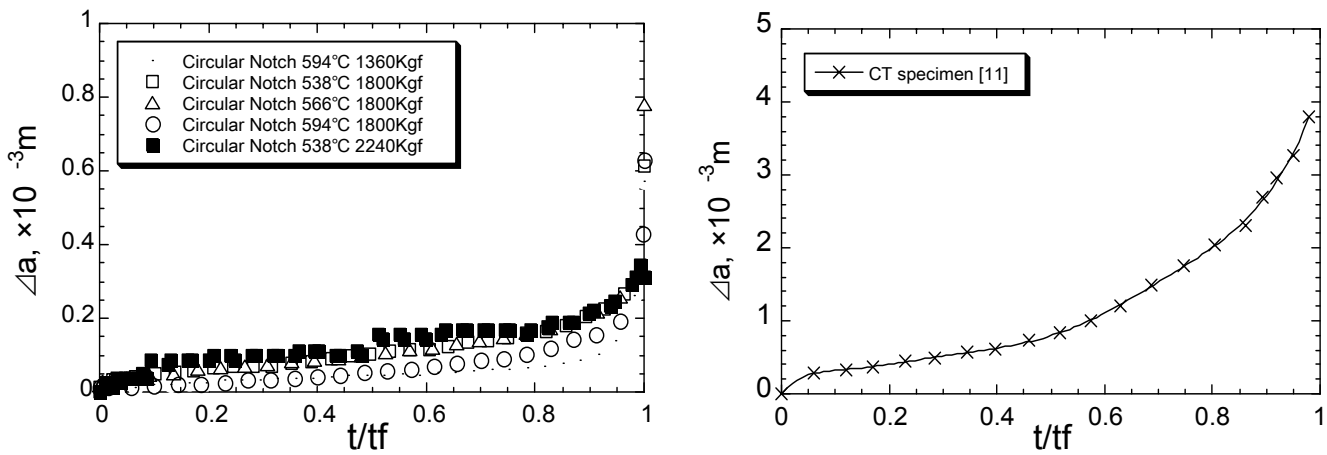 1
0.8
0.6
0.4
0.2
0
Δa, ×10 -3m
Circular Notch 594℃ 1360Kgf
Circular Notch 538℃ 1800Kgf
Circular Notch 566℃ 1800Kgf
Circular Notch 594℃ 1800Kgf
Circular Notch 538℃ 2240Kgf
0 0.2 0.4 0.6 0.8 1
t/tf
5
4
3
2
1
0
Δa, ×10 -3m
CT specimen [11]
0 0.2 0.4 0.6 0.8 1
t/tf